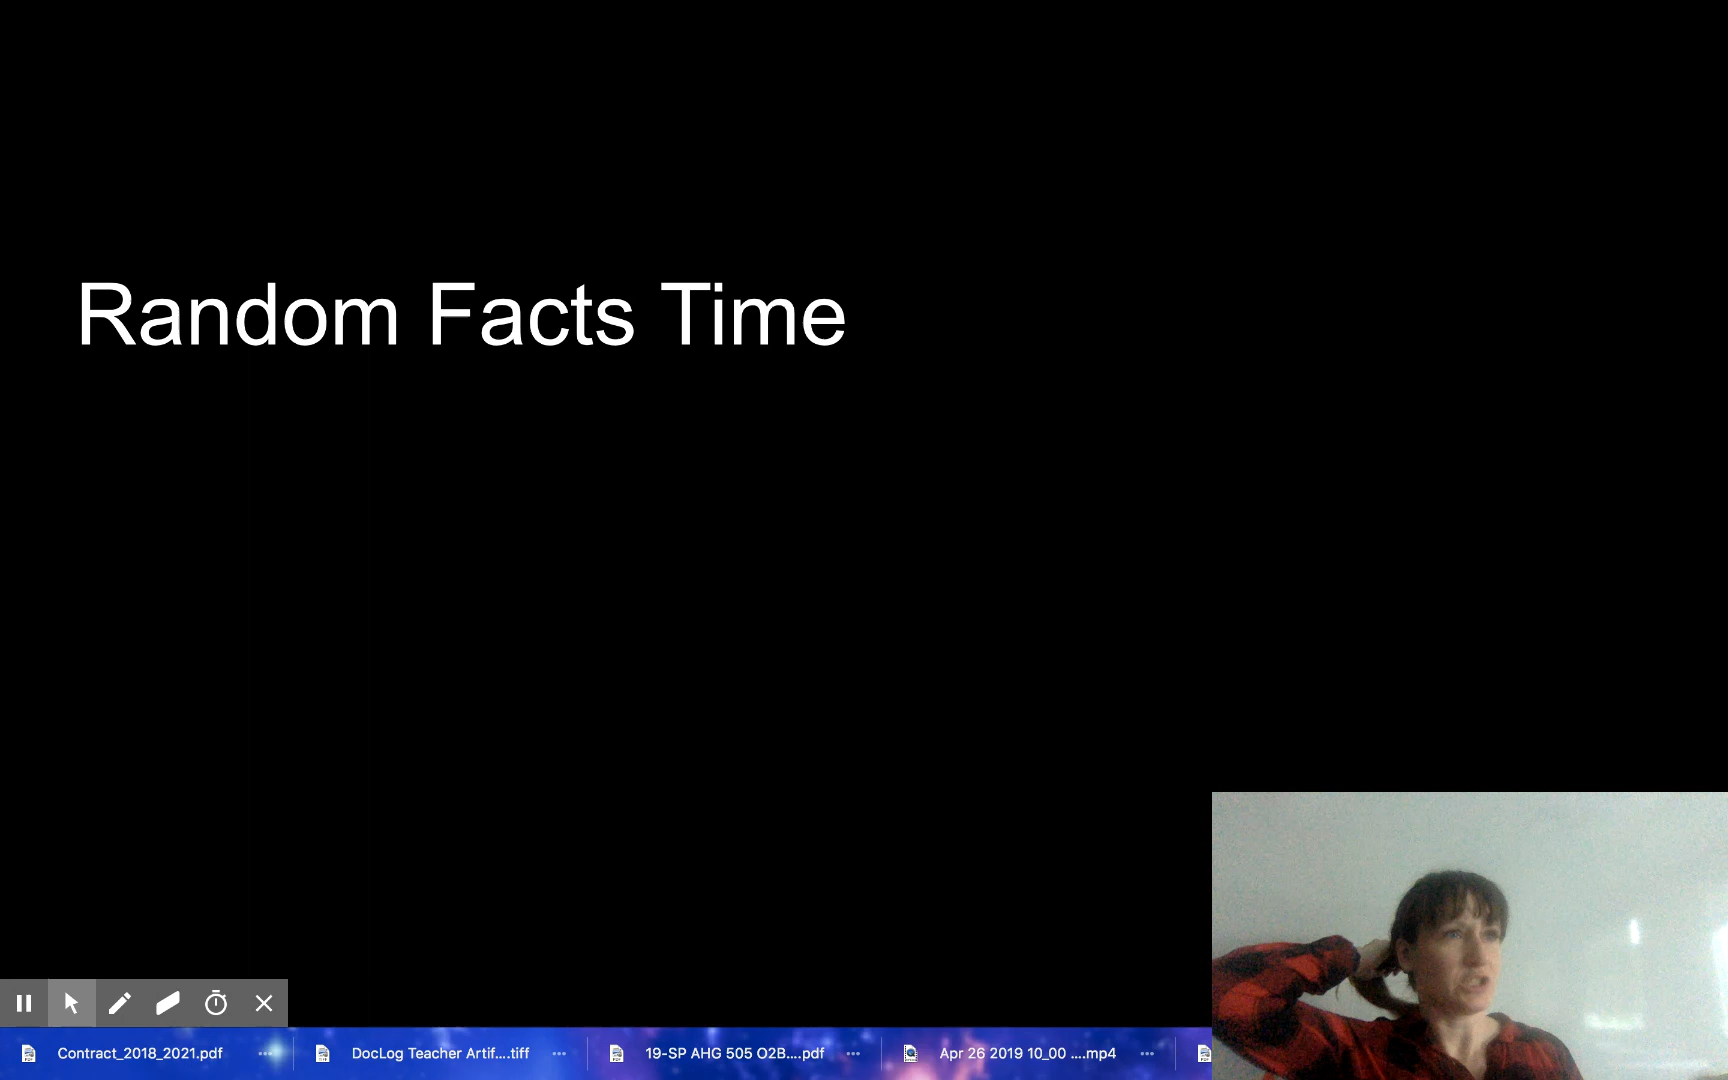 Random Facts Time
Contract_2018_2021.pdf
DocLog Teacher Artif....tiff
19-SP AHG 505 O2B....pdf
Apr 26 2019 10_00 ....mp4